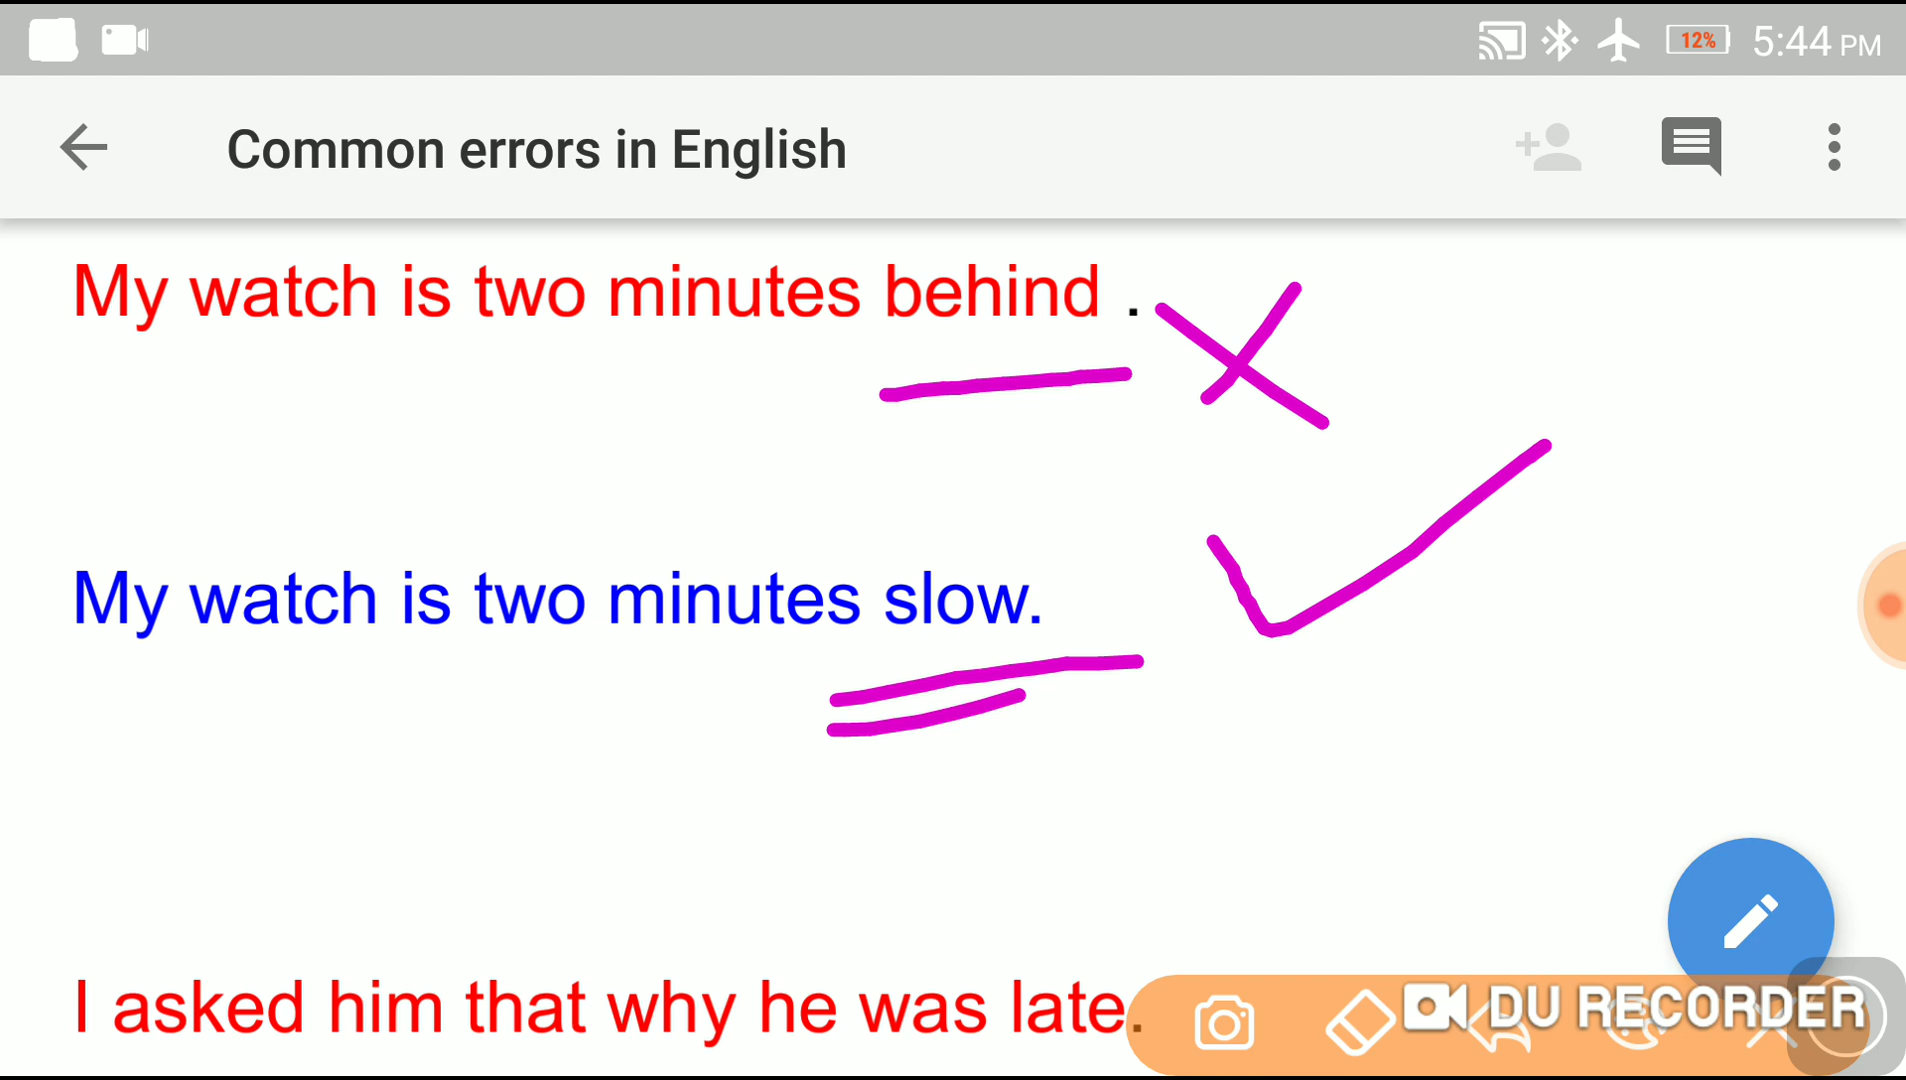 12% 5:44 PM
Common errors in English
My watch is two minutes behind .
My watch is two minutes slow.
I asked him that why he was late.
DU RECORDER